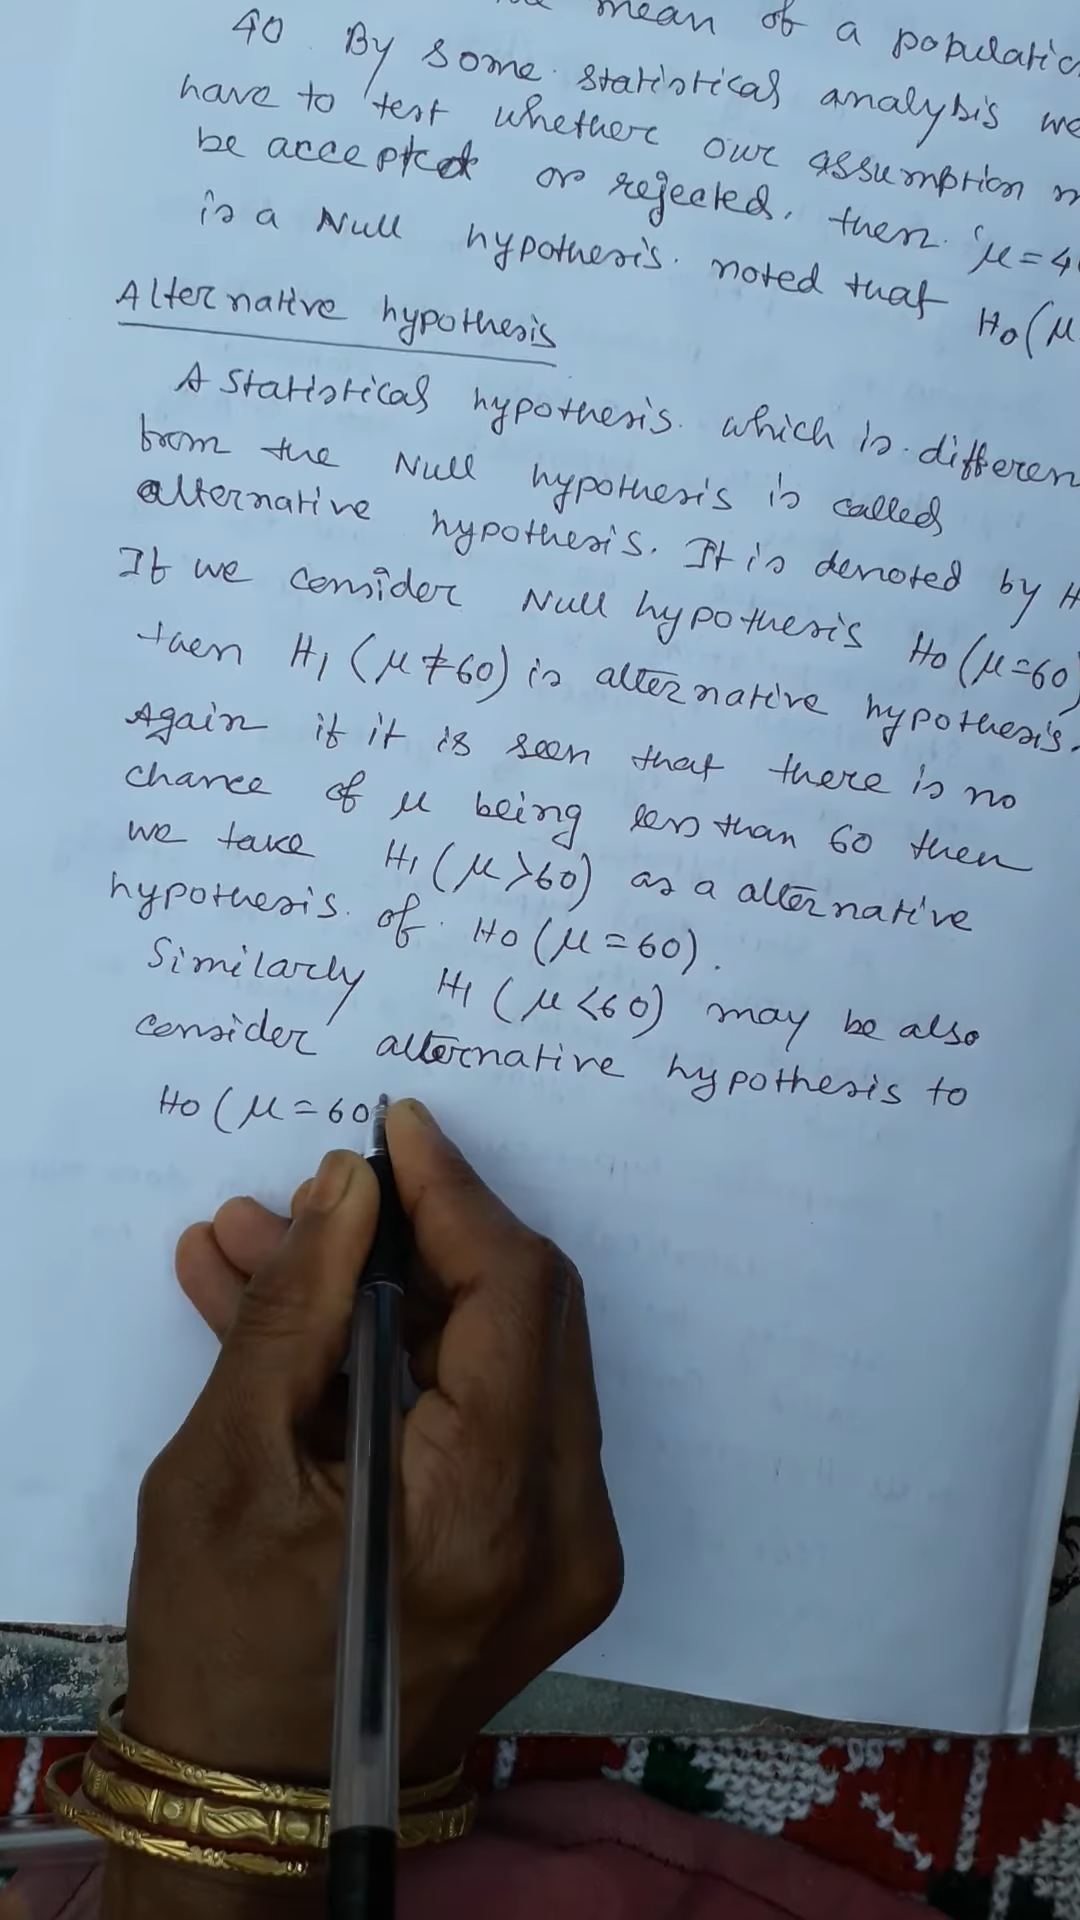 mean of a
40 By some statistical analysis we
have to test whether our assumption
be accepted or rejected, then 'μ=4
is a Null hypothesis. noted that Ho(μ
Alternative hypothesis
A Statistical hypothesis. which is differen
from the Null hypothesis is called
alternative hypothesis. It is denoted by H
If we consider Null hypothesis Ho(μ=60)
then H₁(μ≠60) is alternative hypothesis.
Again if it is seen that there is no
chance of μ being less than 60 then
we take H₁(μ>60) as a alternative
hypothesis. of Ho(μ=60).
Similarly H₁(μ<60) may be also
consider alternative hypothesis to
Ho(μ=60